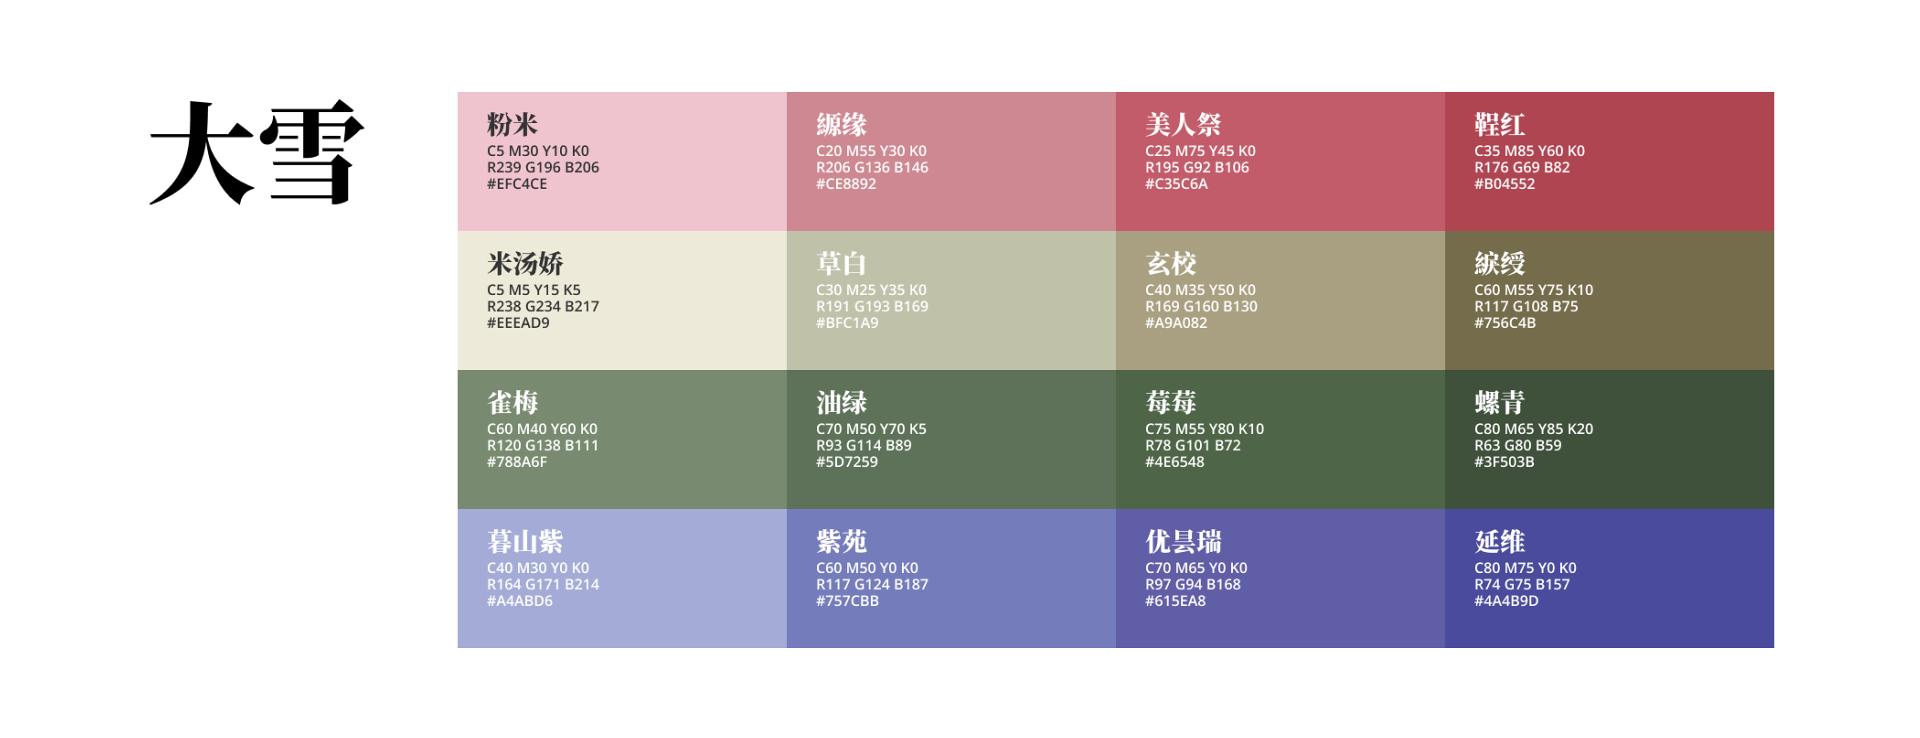 大雪
粉米
C5 M30 Y10 K0
R239 G196 B206
#EFC4CE
縓缘
C20 M55 Y30 K0
R206 G136 B146
#CE8892
美人祭
C25 M75 Y45 K0
R195 G92 B106
#C35C6A
鞓红
C35 M85 Y60 K0
R176 G69 B82
#B04552
米汤娇
C5 M5 Y15 K5
R238 G234 B217
#EEEAD9
草白
C30 M25 Y35 K0
R191 G193 B169
#BFC1A9
玄校
C40 M35 Y50 K0
R169 G160 B130
#A9A082
綟绶
C60 M55 Y75 K10
R117 G108 B75
#756C4B
雀梅
C60 M40 Y60 K0
R120 G138 B111
#788A6F
油绿
C70 M50 Y70 K5
R93 G114 B89
#5D7259
莓莓
C75 M55 Y80 K10
R78 G101 B72
#4E6548
螺青
C80 M65 Y85 K20
R63 G80 B59
#3F503B
暮山紫
C40 M30 Y0 K0
R164 G171 B214
#A4ABD6
紫苑
C60 M50 Y0 K0
R117 G124 B187
#757CBB
优昙瑞
C70 M65 Y0 K0
R97 G94 B168
#615EA8
延维
C80 M75 Y0 K0
R74 G75 B157
#4A4B9D